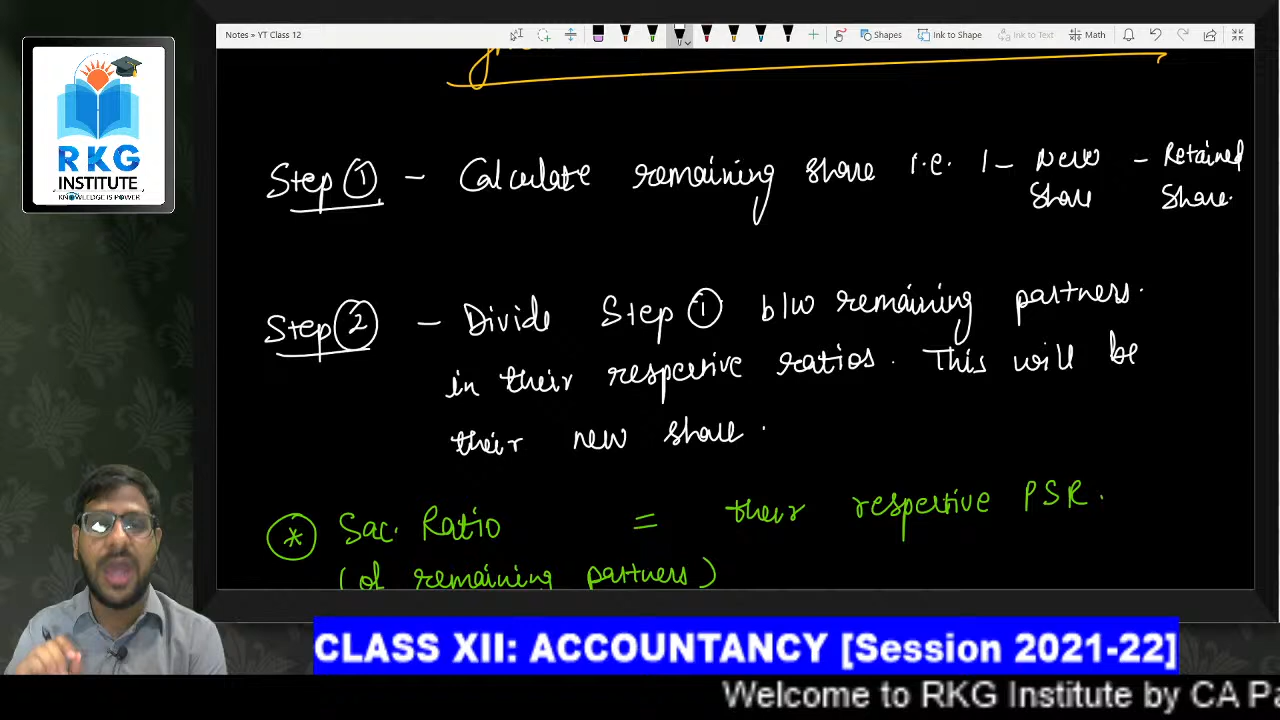 Notes » YT Class 12
Shapes
Ink to Shape
Ink to Text
Math
RKG
INSTITUTE
KNOWLEDGE IS POWER
Step ① - Calculate remaining share i.e. 1 - New Share - Retained Share.
Step ② - Divide Step ① b/w remaining partners.
in their respective ratios. This will be
their new share.
* Sac. Ratio = their respective PSR.
(of remaining partners)
CLASS XII: ACCOUNTANCY [Session 2021-22]
Welcome to RKG Institute by CA Pa